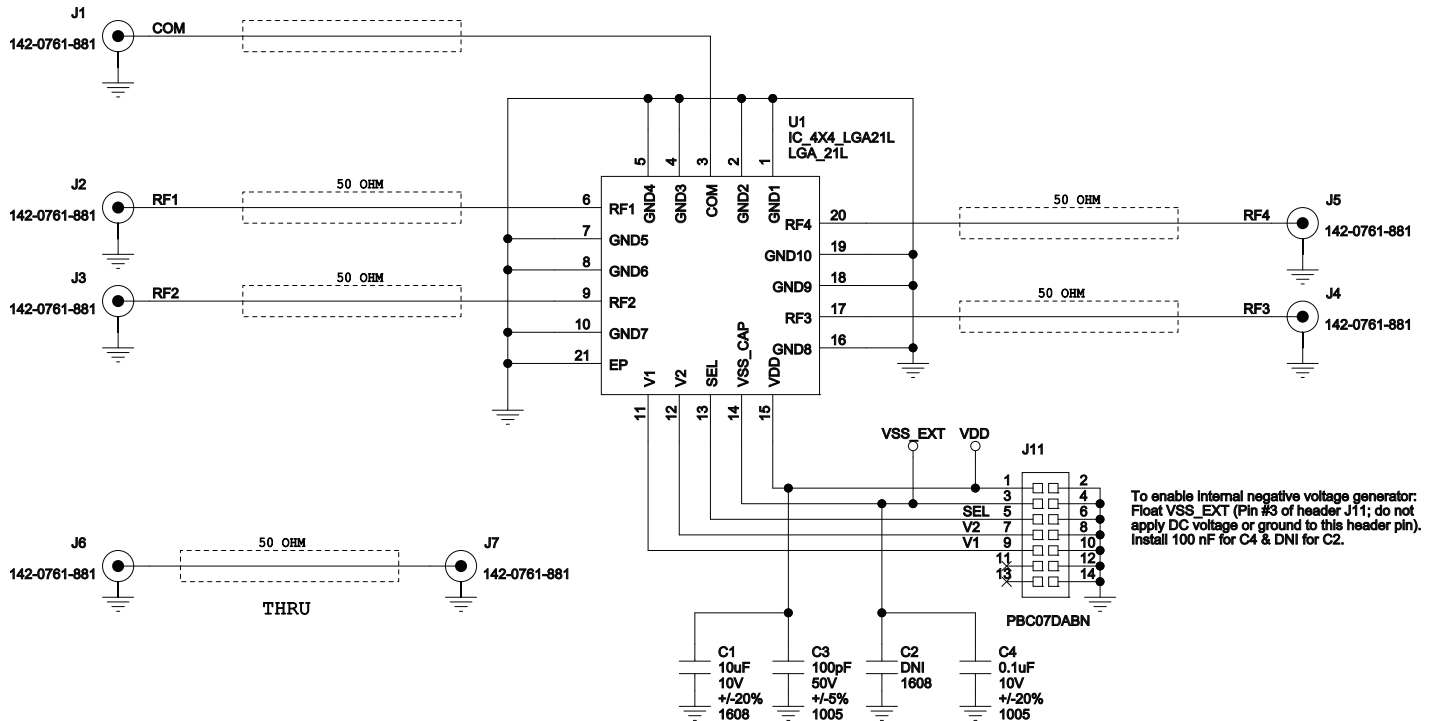 J1
142-0761-881
COM
U1
IC_4X4_LGA21L
LGA_21L
5
4
3
2
1
GND4
GND3
COM
GND2
GND1
J2
142-0761-881
RF1
50 OHM
6
RF1
7
GND5
8
GND6
J3
142-0761-881
RF2
50 OHM
9
RF2
10
GND7
21
EP
RF4
20
50 OHM
RF4
J5
142-0761-881
GND10
19
GND9
18
RF3
17
50 OHM
RF3
J4
142-0761-881
GND8
16
V1
V2
SEL
VSS_CAP
VDD
11
12
13
14
15
VSS_EXT
VDD
J11
1
2
3
4
SEL
5
6
V2
7
8
V1
9
10
11
12
13
14
PBC07DABN
To enable internal negative voltage generator:
Float VSS_EXT (Pin #3 of header J11; do not
apply DC voltage or ground to this header pin).
Install 100 nF for C4 & DNI for C2.
J6
142-0761-881
50 OHM
THRU
J7
142-0761-881
C1
10uF
10V
+/-20%
1608
C3
100pF
50V
+/-5%
1005
C2
DNI
1608
C4
0.1uF
10V
+/-20%
1005